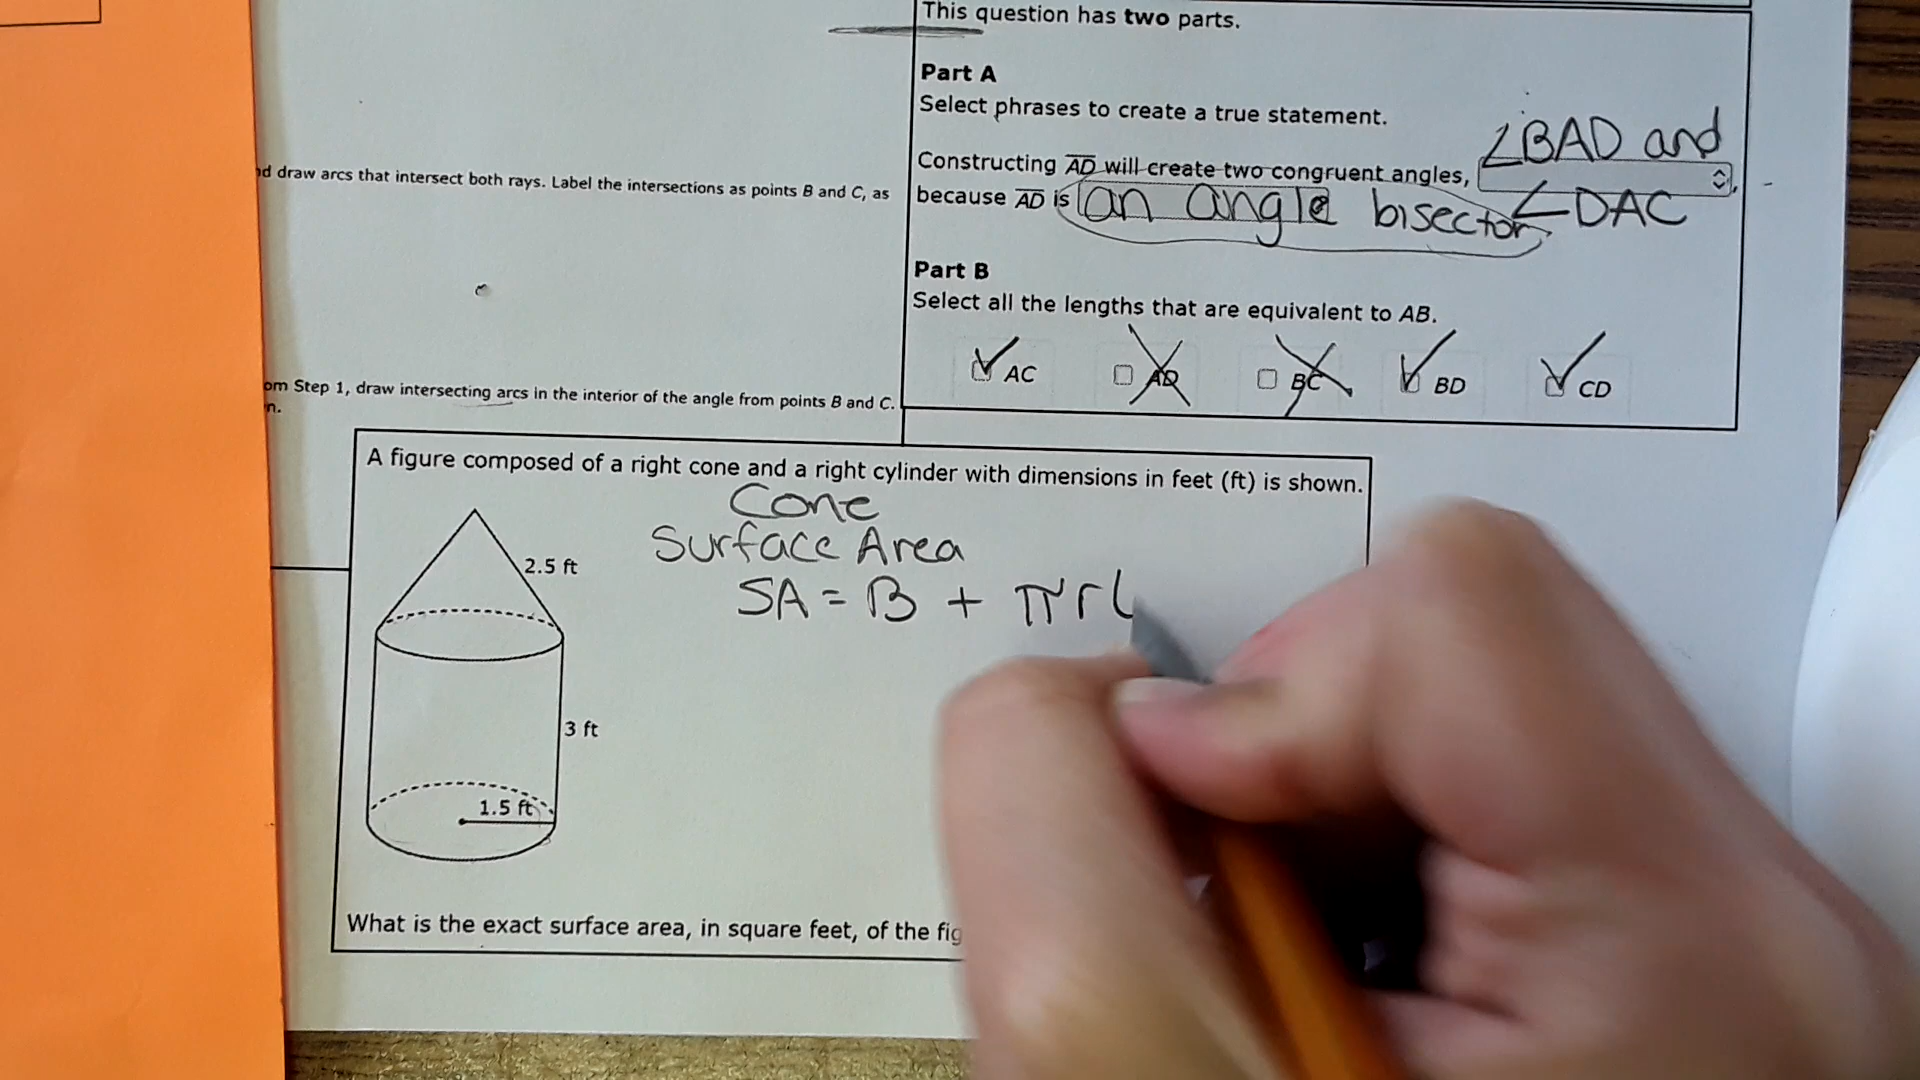 This question has two parts.
Part A
Select phrases to create a true statement.
∠BAD and
Constructing AD will create two congruent angles, ,
∠DAC
because AD is an angle bisector
Part B
Select all the lengths that are equivalent to AB.
AC AD BC BD CD
draw arcs that intersect both rays. Label the intersections as points B and C, as
Step 1, draw intersecting arcs in the interior of the angle from points B and C.
A figure composed of a right cone and a right cylinder with dimensions in feet (ft) is shown.
Cone
Surface Area
SA = B + πr
2.5 ft
3 ft
1.5 ft
What is the exact surface area, in square feet, of the